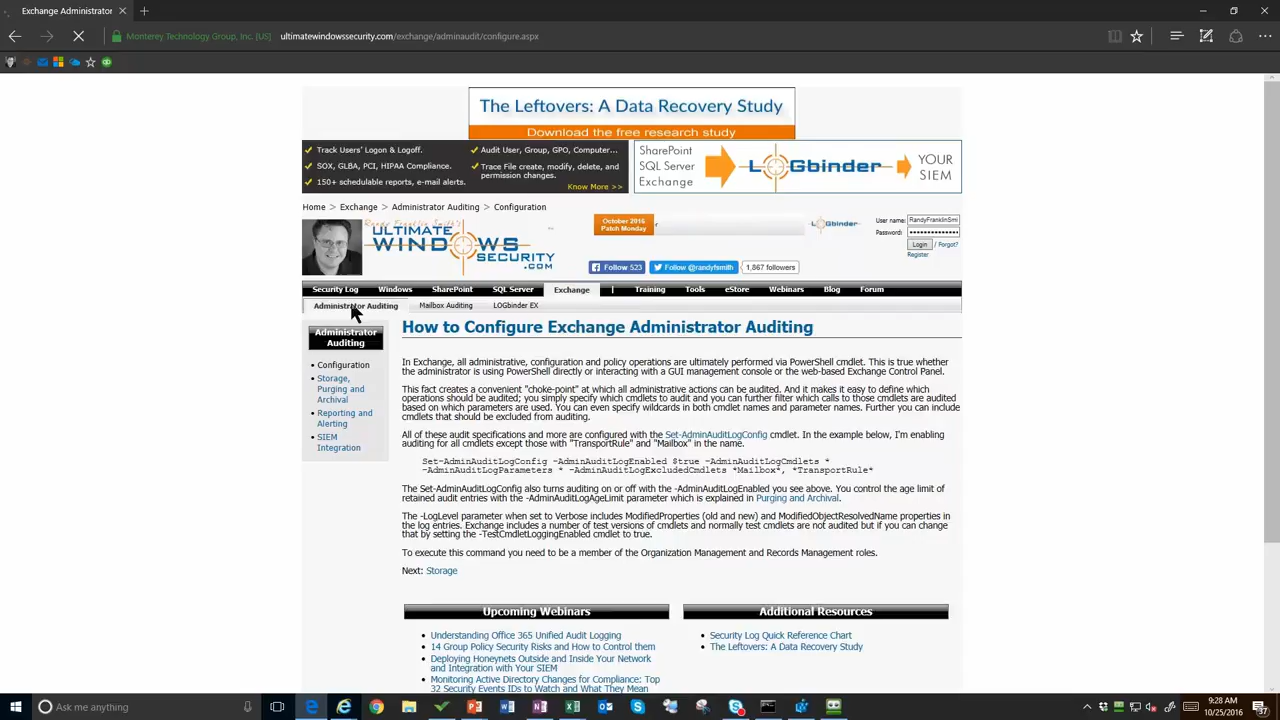 Exchange Administrator
Monterey Technology Group, Inc. [US]
ultimatewindowssecurity.com/exchange/adminaudit/configure.aspx
The Leftovers: A Data Recovery Study
Download the free research study
Track Users' Logon & Logoff.
Audit User, Group, GPO, Computer...
SOX, GLBA, PCI, HIPAA Compliance.
Trace File create, modify, delete, and
permission changes.
150+ schedulable reports, e-mail alerts.
Know More >>
SharePoint
SQL Server
Exchange
LOGbinder
YOUR
SIEM
Home > Exchange > Administrator Auditing > Configuration
Randy Franklin Smith's
ULTIMATE
WINDOWS
SECURITY
.COM
October 2016
Patch Monday
LOGbinder
User name: RandyFranklinSmi
Password:
Login / Forgot?
Register
Follow 523
Follow @randyfsmith
1,867 followers
Security Log Windows SharePoint SQL Server Exchange | Training Tools eStore Webinars Blog Forum
Administrator Auditing Mailbox Auditing LOGbinder EX
Administrator
Auditing
• Configuration
• Storage,
Purging and
Archival
• Reporting and
Alerting
• SIEM
Integration
How to Configure Exchange Administrator Auditing
In Exchange, all administrative, configuration and policy operations are ultimately performed via PowerShell cmdlet. This is true whether
the administrator is using PowerShell directly or interacting with a GUI management console or the web-based Exchange Control Panel.
This fact creates a convenient "choke-point" at which all administrative actions can be audited. And it makes it easy to define which
operations should be audited; you simply specify which cmdlets to audit and you can further filter which calls to those cmdlets are audited
based on which parameters are used. You can even specify wildcards in both cmdlet names and parameter names. Further you can include
cmdlets that should be excluded from auditing.
All of these audit specifications and more are configured with the Set-AdminAuditLogConfig cmdlet. In the example below, I'm enabling
auditing for all cmdlets except those with "TransportRule" and "Mailbox" in the name.
Set-AdminAuditLogConfig -AdminAuditLogEnabled $true -AdminAuditLogCmdlets *
-AdminAuditLogParameters * -AdminAuditLogExcludedCmdlets *Mailbox*, *TransportRule*
The Set-AdminAuditLogConfig also turns auditing on or off with the -AdminAuditLogEnabled you see above. You control the age limit of
retained audit entries with the -AdminAuditLogAgeLimit parameter which is explained in Purging and Archival.
The -LogLevel parameter when set to Verbose includes ModifiedProperties (old and new) and ModifiedObjectResolvedName properties in
the log entries. Exchange includes a number of test versions of cmdlets and normally test cmdlets are not audited but if you can change
that by setting the -TestCmdletLoggingEnabled cmdlet to true.
To execute this command you need to be a member of the Organization Management and Records Management roles.
Next: Storage
Upcoming Webinars
• Understanding Office 365 Unified Audit Logging
• 14 Group Policy Security Risks and How to Control them
• Deploying Honeynets Outside and Inside Your Network
and Integration with Your SIEM
• Monitoring Active Directory Changes for Compliance: Top
32 Security Events IDs to Watch and What They Mean
Additional Resources
• Security Log Quick Reference Chart
• The Leftovers: A Data Recovery Study
Ask me anything
9:28 AM
10/25/2016